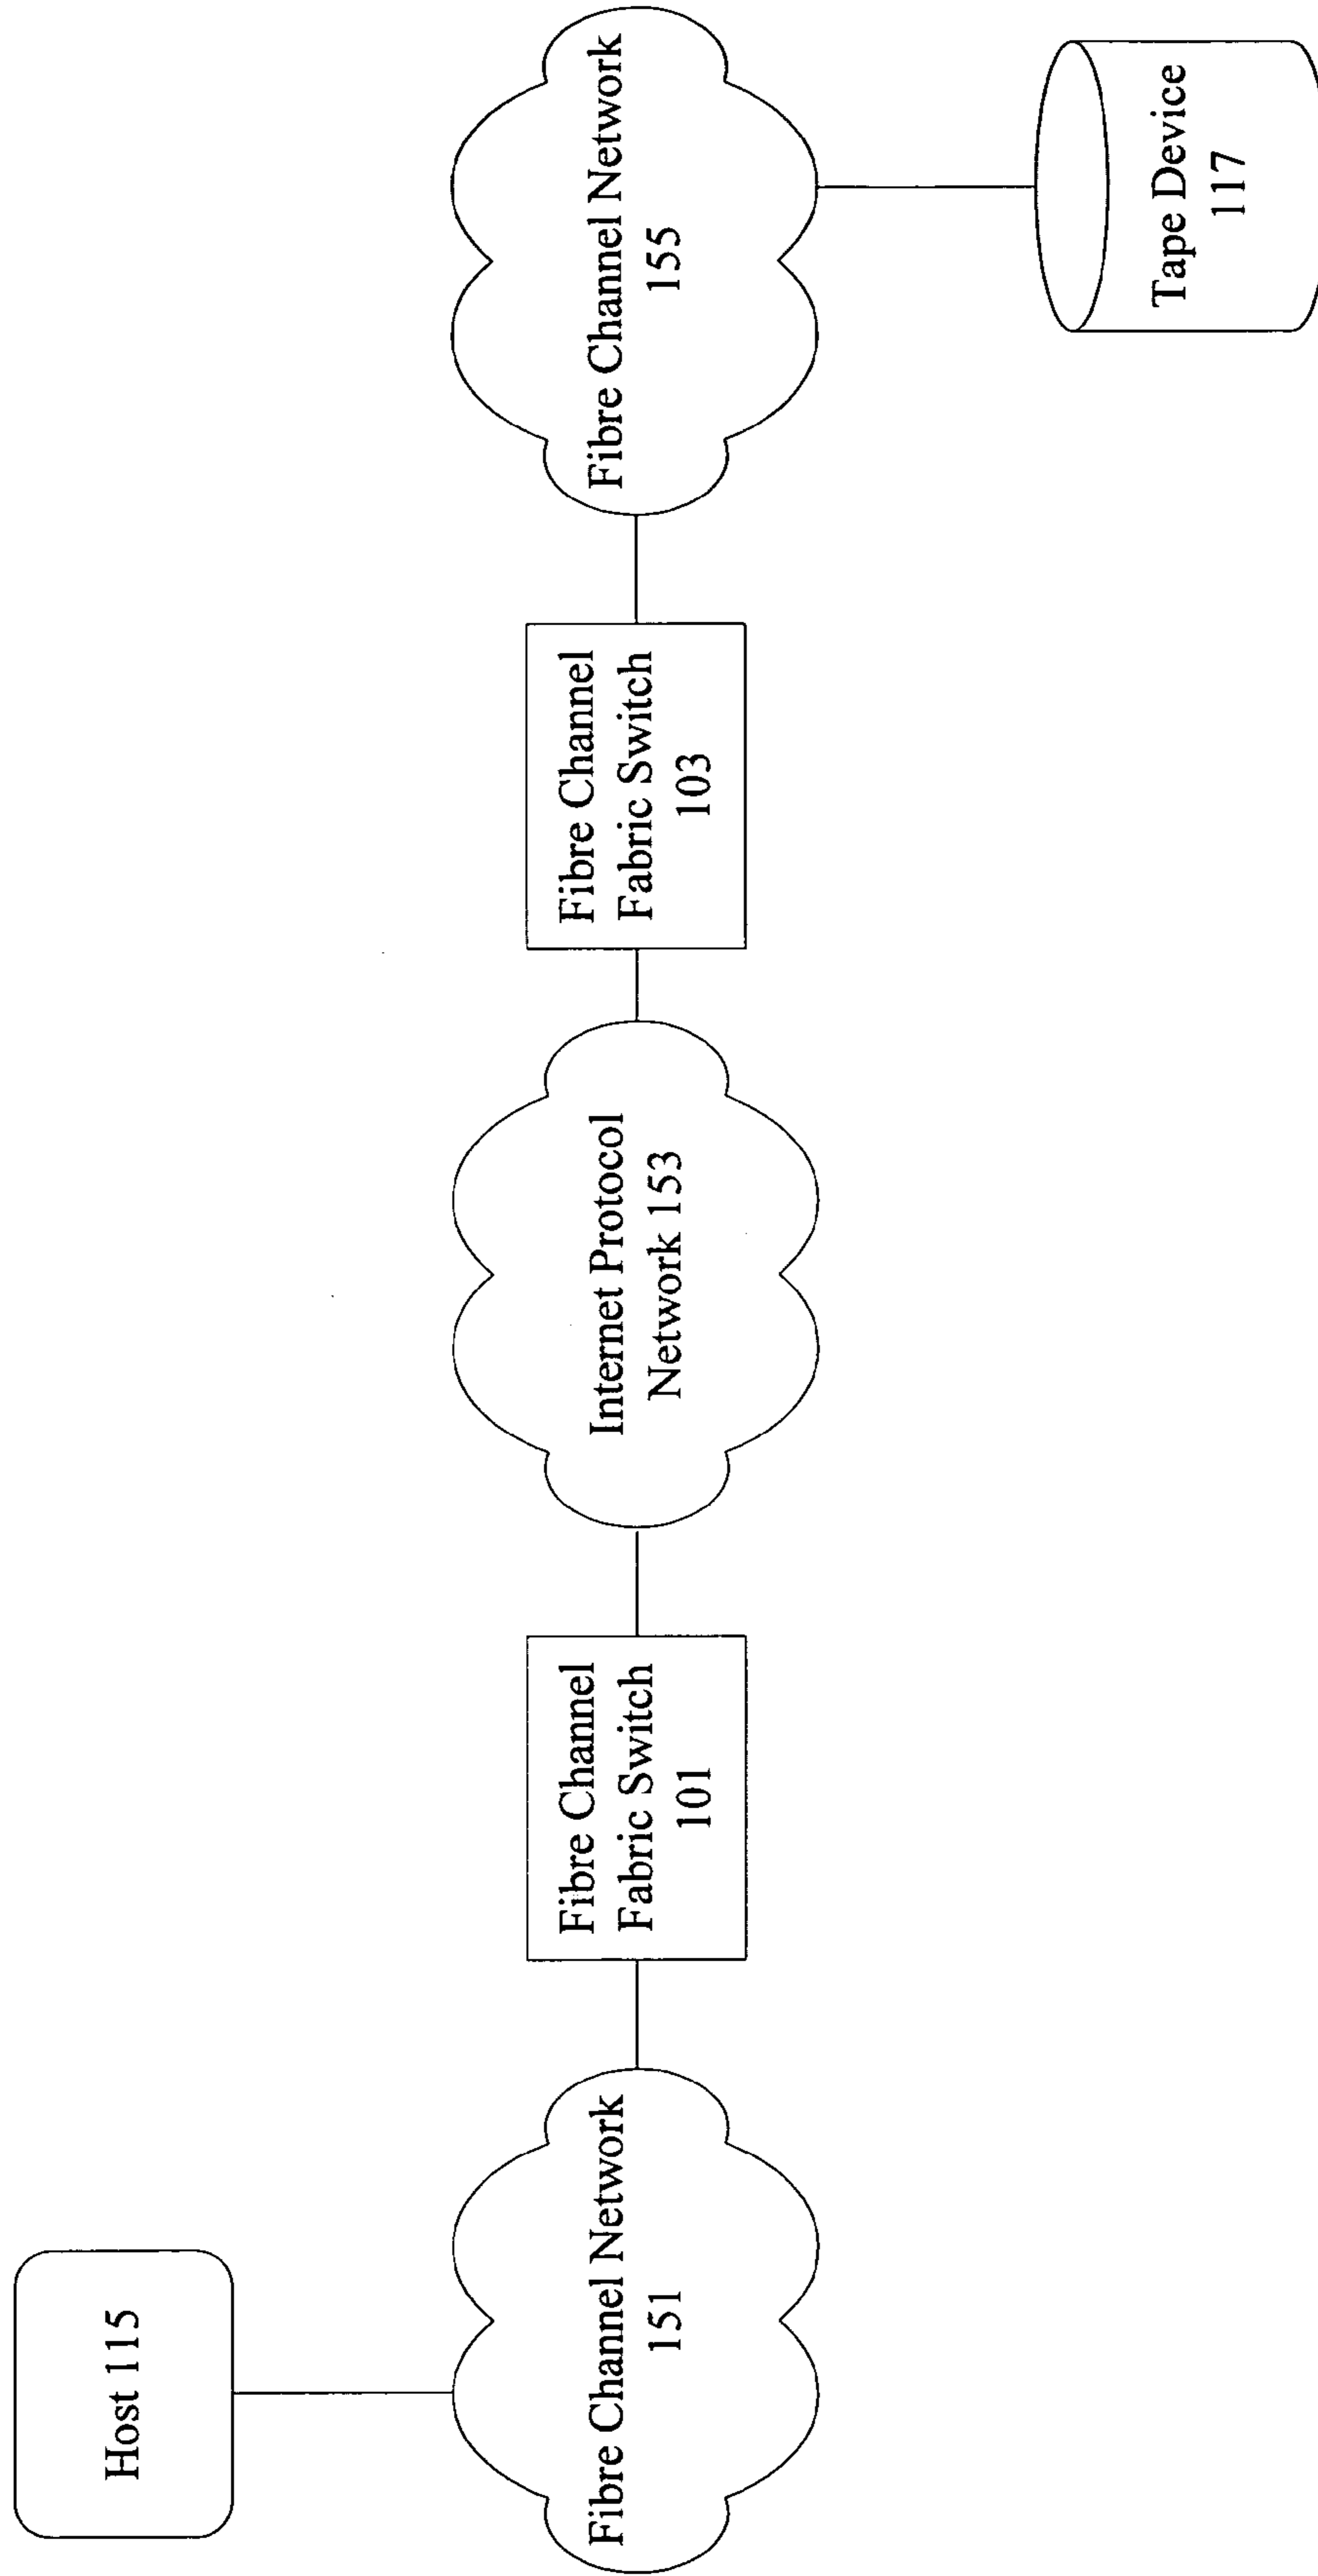 Host 115
Fibre Channel Network
151
Fibre Channel
Fabric Switch
101
Internet Protocol
Network 153
Fibre Channel
Fabric Switch
103
Fibre Channel Network
155
Tape Device
117